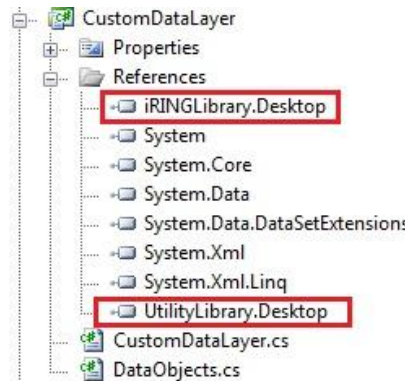 CustomDataLayer
Properties
References
iRINGLibrary.Desktop
System
System.Core
System.Data
System.Data.DataSetExtensions
System.Xml
System.Xml.Linq
UtilityLibrary.Desktop
CustomDataLayer.cs
DataObjects.cs